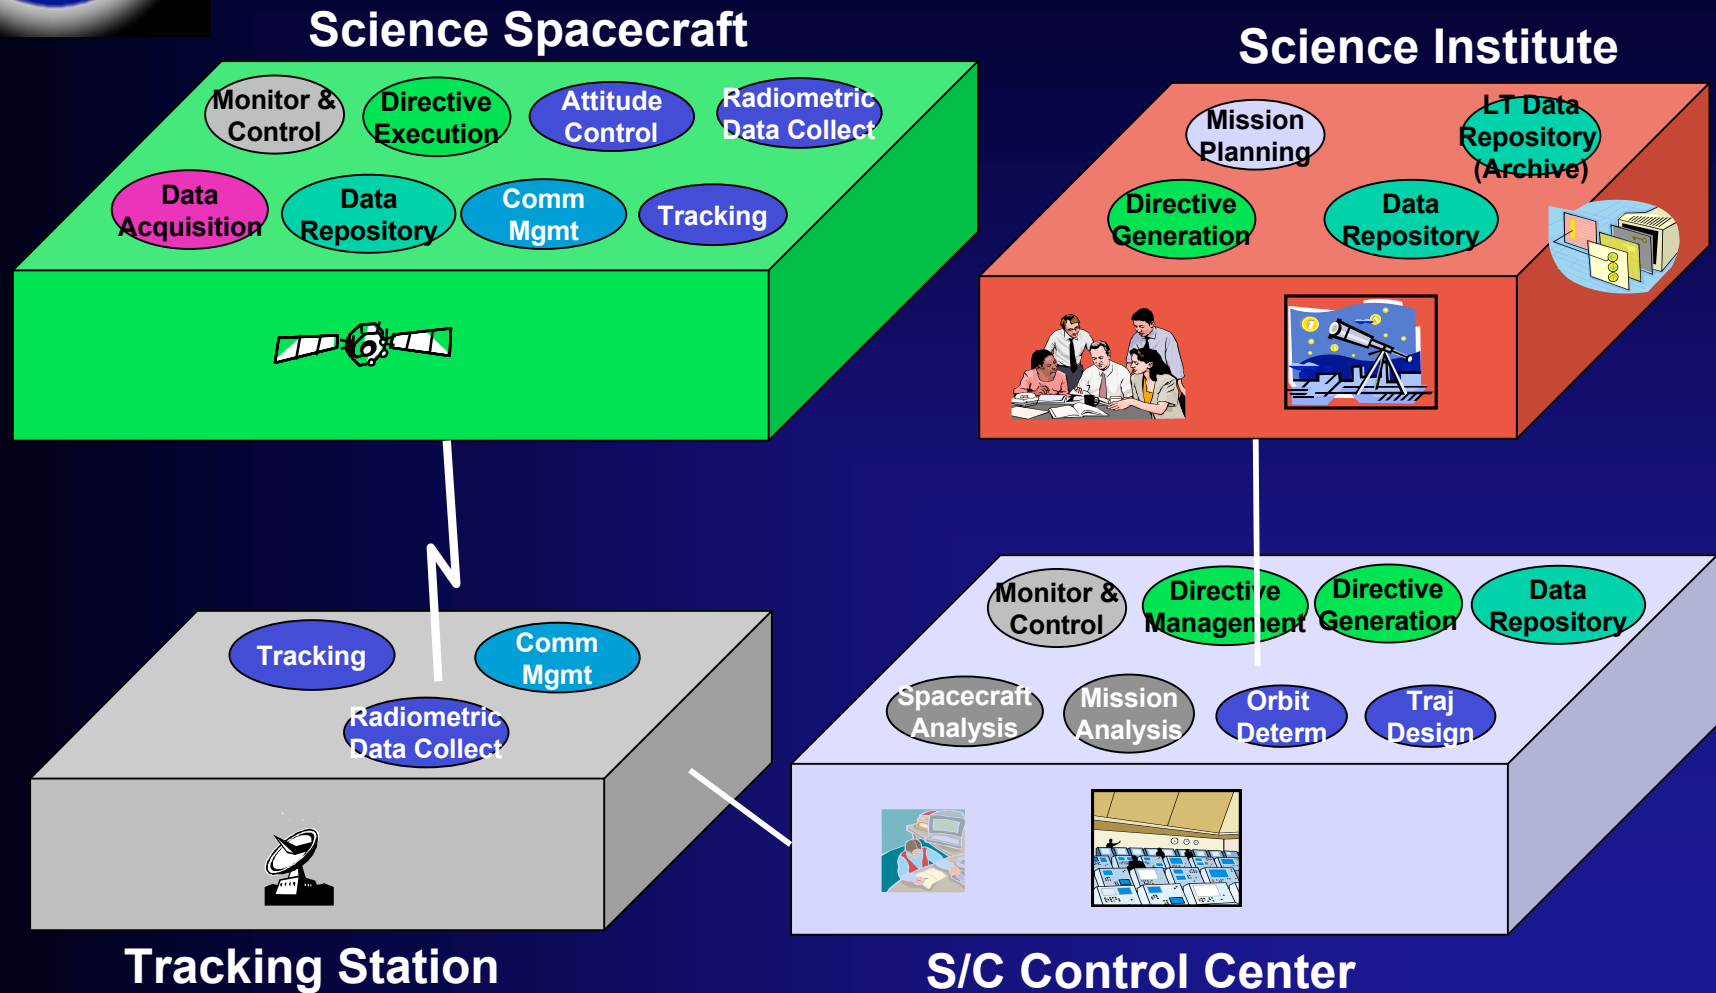 Science Spacecraft
Monitor &
Control
Directive
Execution
Attitude
Control
Radiometric
Data Collect
Data
Acquisition
Data
Repository
Comm
Mgmt
Tracking
Science Institute
Mission
Planning
LT Data
Repository
(Archive)
Directive
Generation
Data
Repository
Tracking
Comm
Mgmt
Radiometric
Data Collect
Tracking Station
Monitor &
Control
Directive
Management
Directive
Generation
Data
Repository
Spacecraft
Analysis
Mission
Analysis
Orbit
Determ
Traj
Design
S/C Control Center